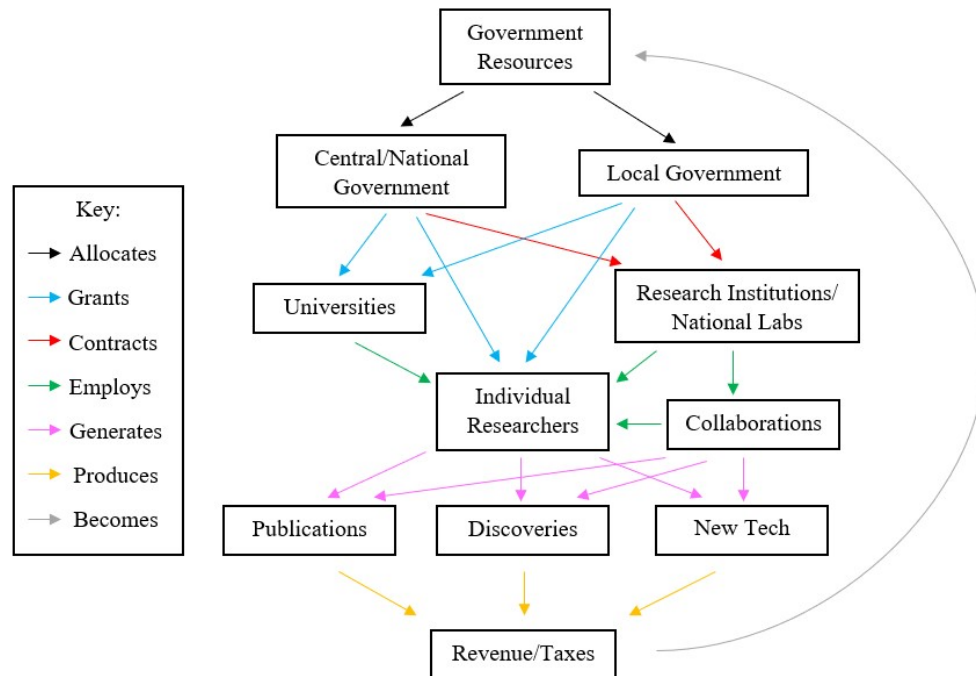 Government
Resources
Central/National
Government
Local Government
Key:
Allocates
Grants
Contracts
Employs
Generates
Produces
Becomes
Universities
Research Institutions/
National Labs
Individual
Researchers
Collaborations
Publications
Discoveries
New Tech
Revenue/Taxes